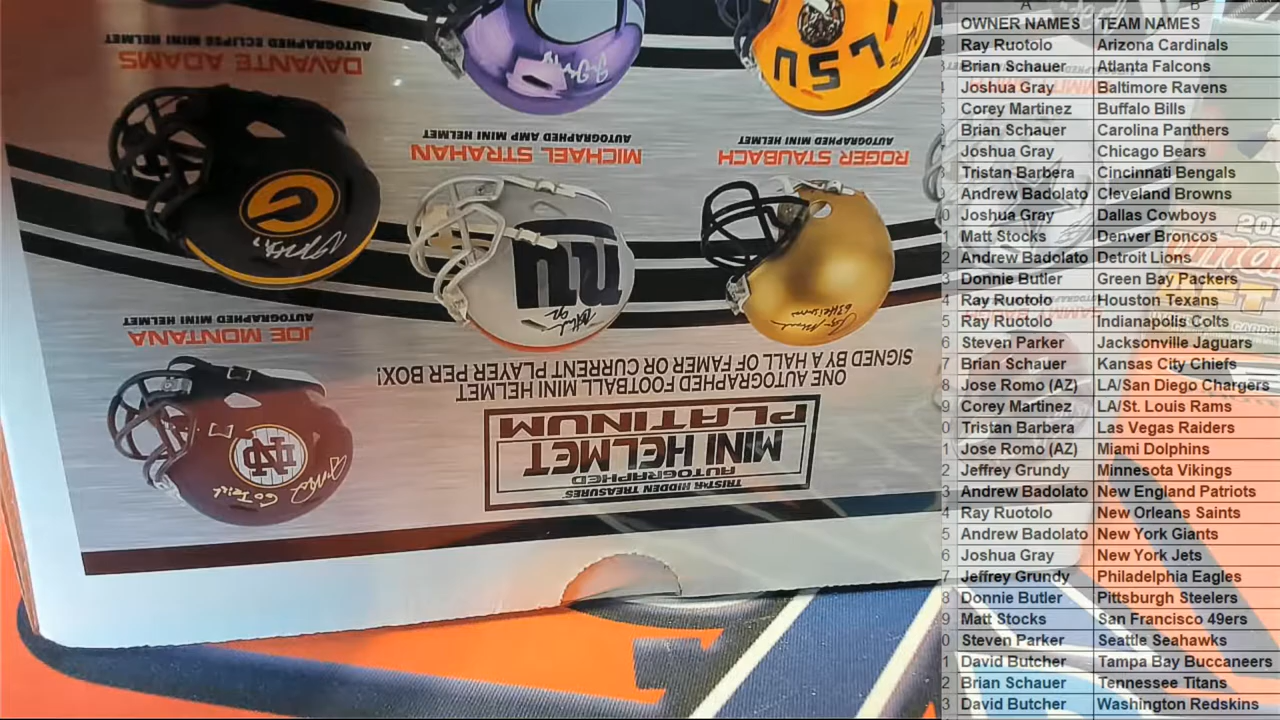 A B
OWNER NAMES TEAM NAMES
Ray Ruotolo Arizona Cardinals
Brian Schauer Atlanta Falcons
Joshua Gray Baltimore Ravens
Corey Martinez Buffalo Bills
Brian Schauer Carolina Panthers
Joshua Gray Chicago Bears
Tristan Barbera Cincinnati Bengals
Andrew Badolato Cleveland Browns
Joshua Gray Dallas Cowboys
Matt Stocks Denver Broncos
Andrew Badolato Detroit Lions
Donnie Butler Green Bay Packers
Ray Ruotolo Houston Texans
Ray Ruotolo Indianapolis Colts
Steven Parker Jacksonville Jaguars
Brian Schauer Kansas City Chiefs
Jose Romo (AZ) LA/San Diego Chargers
Corey Martinez LA/St. Louis Rams
Tristan Barbera Las Vegas Raiders
Jose Romo (AZ) Miami Dolphins
Jeffrey Grundy Minnesota Vikings
Andrew Badolato New England Patriots
Ray Ruotolo New Orleans Saints
Andrew Badolato New York Giants
Joshua Gray New York Jets
Jeffrey Grundy Philadelphia Eagles
Donnie Butler Pittsburgh Steelers
Matt Stocks San Francisco 49ers
Steven Parker Seattle Seahawks
David Butcher Tampa Bay Buccaneers
Brian Schauer Tennessee Titans
David Butcher Washington Redskins
TRISTAR HIDDEN TREASURES
AUTOGRAPHED
MINI HELMET
PLATINUM
ONE AUTOGRAPHED FOOTBALL MINI HELMET
SIGNED BY A HALL OF FAMER OR CURRENT PLAYER PER BOX!
ND
Go Irish
JOE MONTANA
AUTOGRAPHED MINI HELMET
63 Heisman
ny
92
G
ROGER STAUBACH
AUTOGRAPHED MINI HELMET
MICHAEL STRAHAN
AUTOGRAPHED AMP MINI HELMET
DAVANTE ADAMS
AUTOGRAPHED ECLIPSE MINI HELMET
LSU